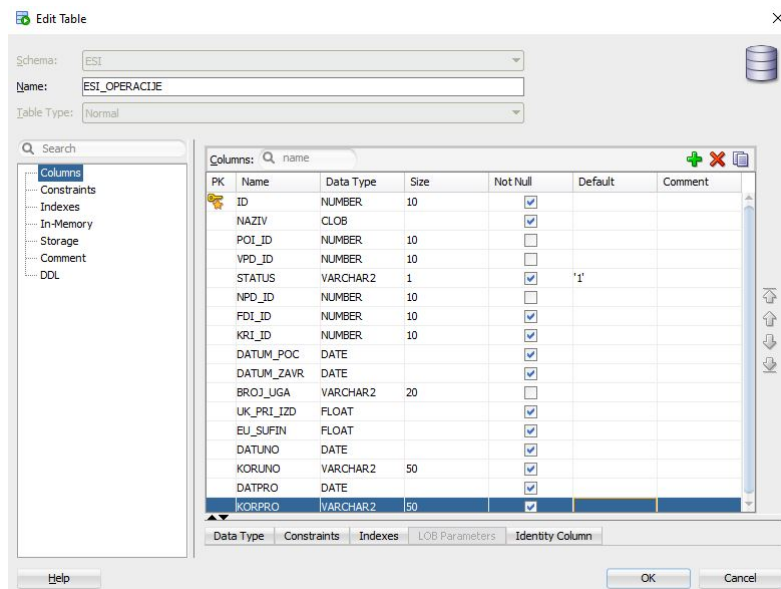 Edit Table
Schema: ESI
Name: ESI_OPERACIJE
Table Type: Normal
Search
Columns
Constraints
Indexes
In-Memory
Storage
Comment
DDL
Columns: name
PK Name Data Type Size Not Null Default Comment
ID NUMBER 10
NAZIV CLOB
POI_ID NUMBER 10
VPD_ID NUMBER 10
STATUS VARCHAR2 1 '1'
NPD_ID NUMBER 10
FDI_ID NUMBER 10
KRI_ID NUMBER 10
DATUM_POC DATE
DATUM_ZAVR DATE
BROJ_UGA VARCHAR2 20
UK_PRI_IZD FLOAT
EU_SUFIN FLOAT
DATUNO DATE
KORUNO VARCHAR2 50
DATPRO DATE
KORPRO VARCHAR2 50
Data Type Constraints Indexes LOB Parameters Identity Column
Help OK Cancel